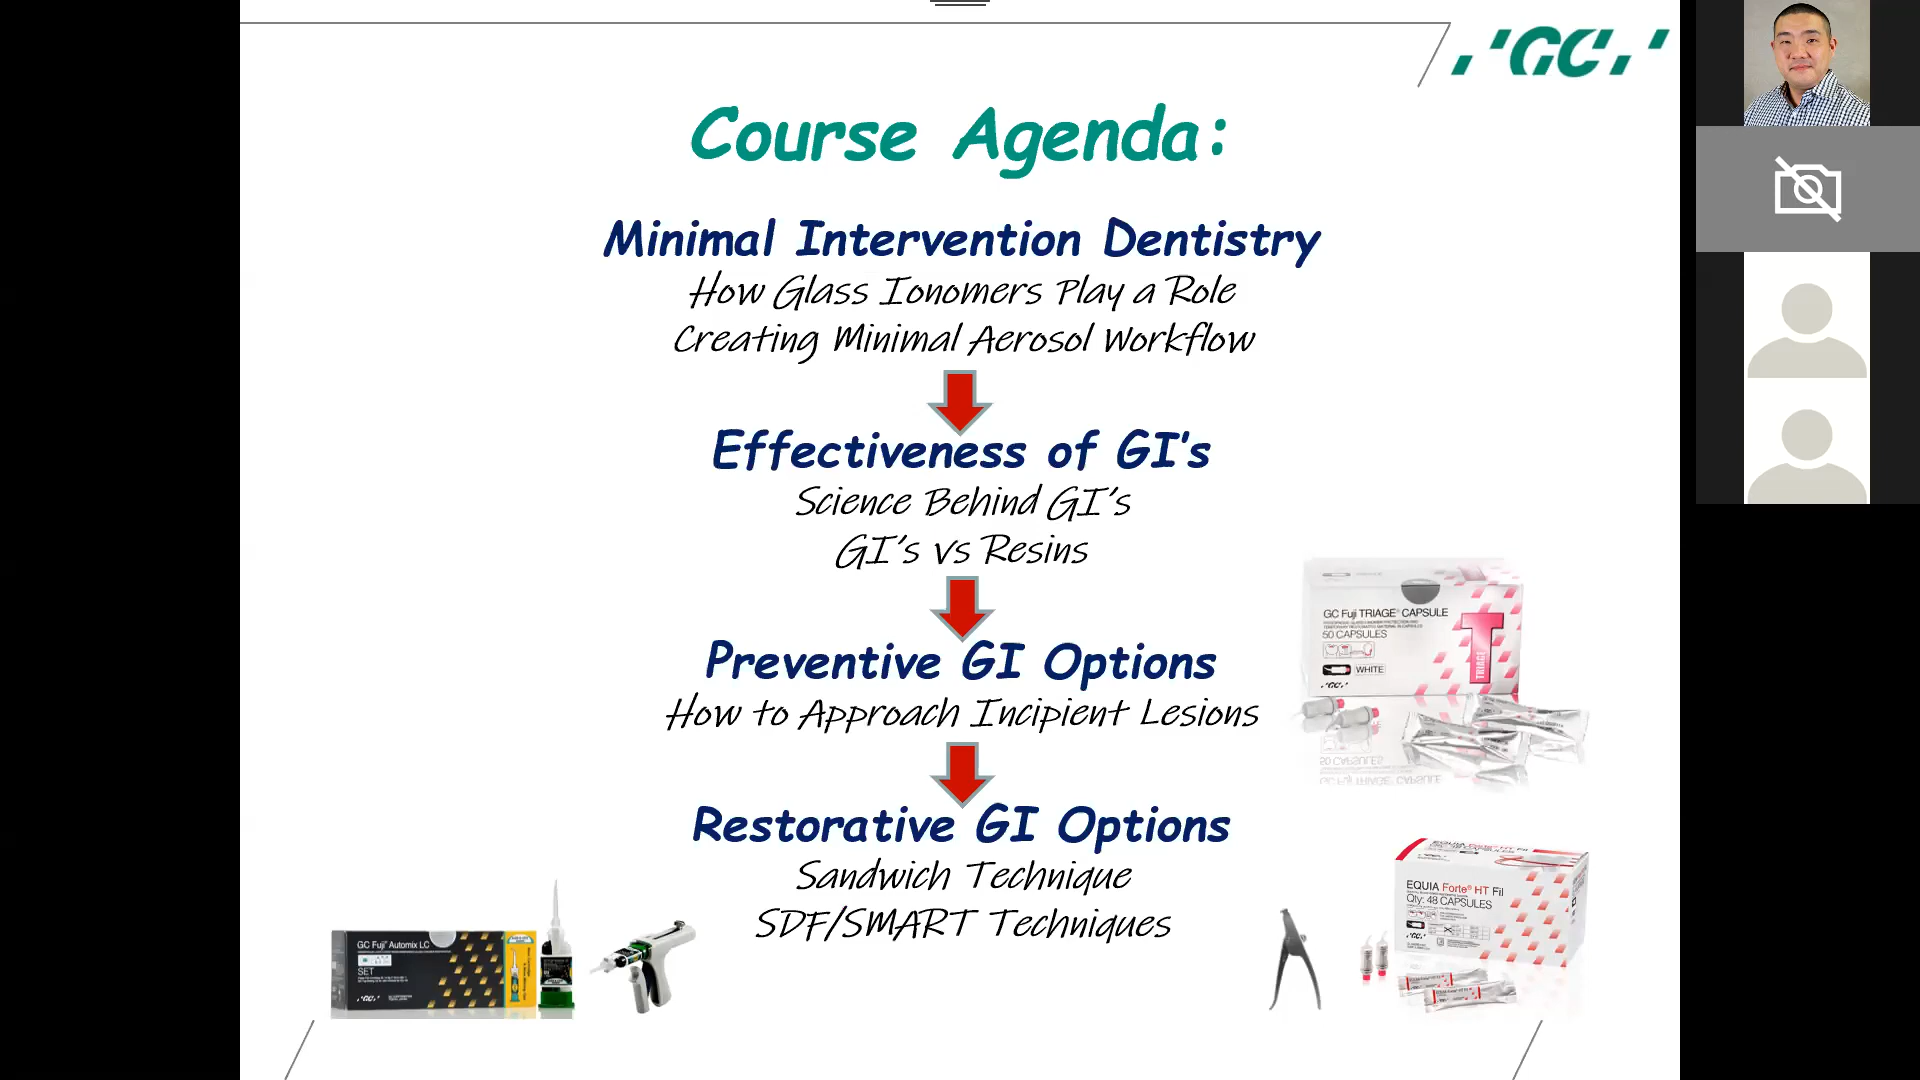 GC
Course Agenda:
Minimal Intervention Dentistry
How Glass Ionomers Play a Role
Creating Minimal Aerosol Workflow
Effectiveness of GI's
Science Behind GI's
GI's vs Resins
Preventive GI Options
How to Approach Incipient Lesions
Restorative GI Options
Sandwich Technique
SDF/SMART Techniques
GC Fuji TRIAGE® CAPSULE
50 CAPSULES
WHITE
GC
T
TRIAGE
EQUIA Forte® HT Fil
Qty: 48 CAPSULES
GC
GC Fuji® Automix LC
SET
GC